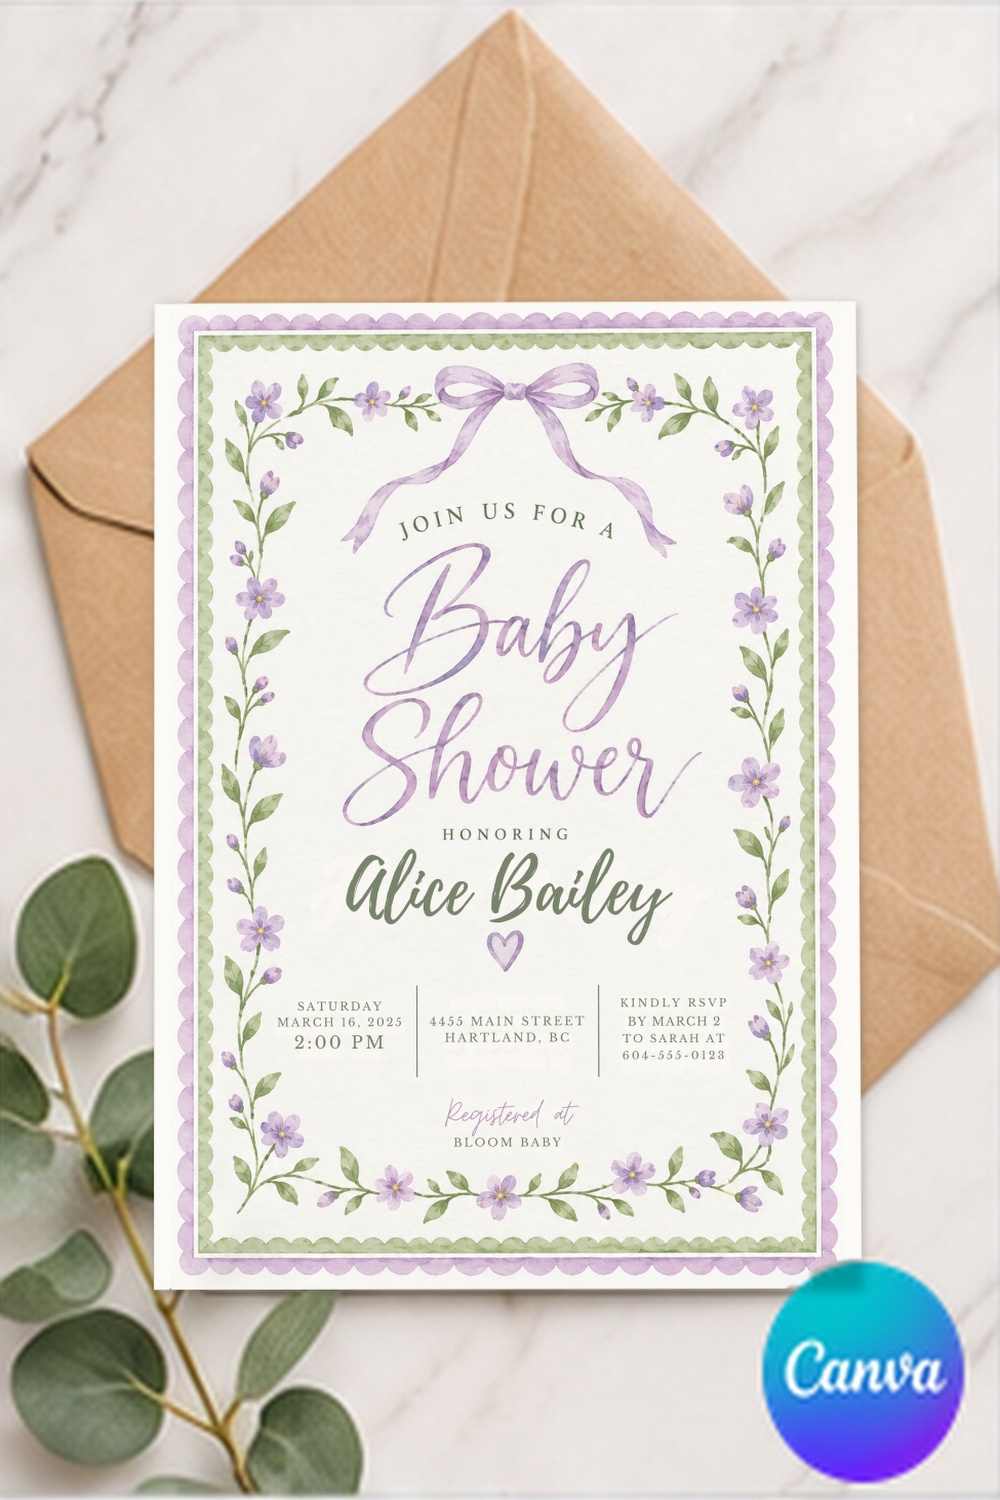 JOIN US FOR A
Baby
Shower
HONORING
Alice Bailey
SATURDAY
MARCH 16, 2025
2:00 PM
4455 MAIN STREET
HARTLAND, BC
KINDLY RSVP
BY MARCH 2
TO SARAH AT
604-555-0123
Registered at
BLOOM BABY
Canva